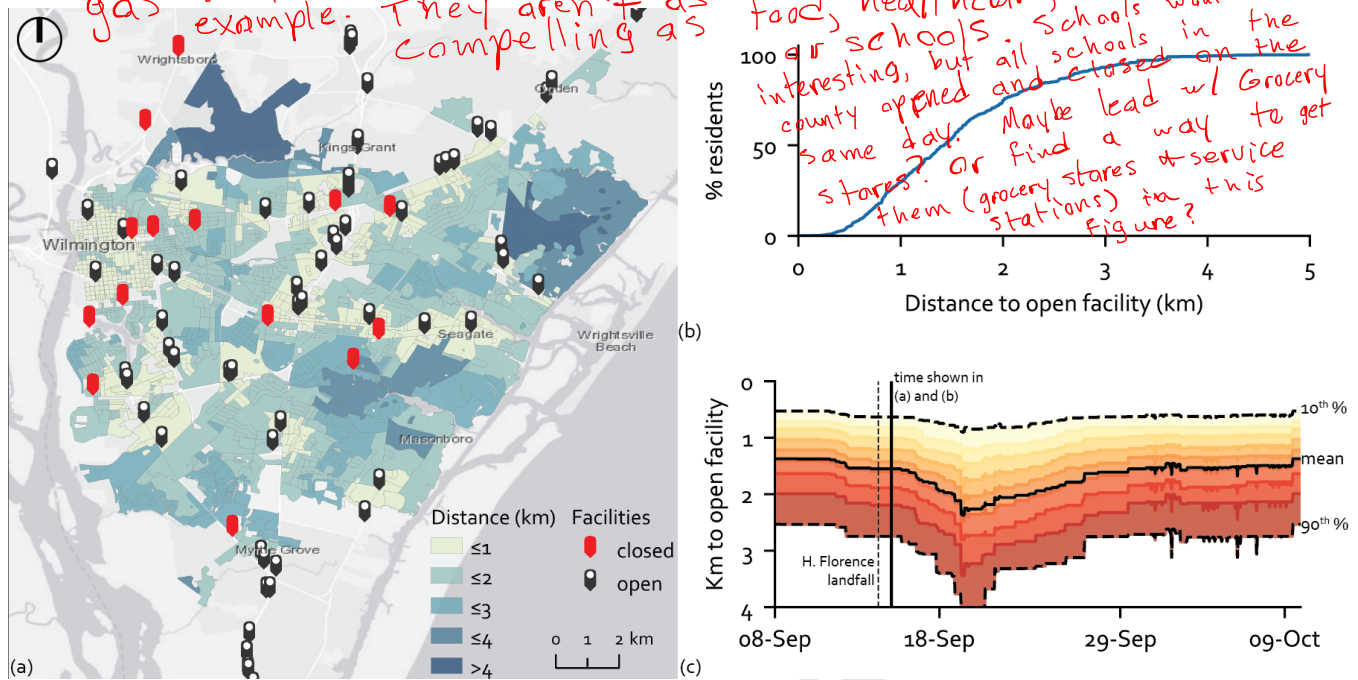 gas
example. They aren't as
compelling as food, healthcare,
or schools. Schools would
interesting, but all schools in the
county opened and closed on the
same day. Maybe lead w/ Grocery
stores? Or find a way to get
them (grocery stores & service
stations) in this
figure?
Wrightsboro
Ogden
Kings Grant
Wilmington
Seagate
Wrightsville
Beach
Masonboro
Myrtle Grove
Distance (km)
≤1
≤2
≤3
≤4
>4
Facilities
closed
open
0 1 2 km
(a)
% residents
100
50
0
0 1 2 3 4 5
Distance to open facility (km)
(b)
Km to open facility
0
1
2
3
4
time shown in
(a) and (b)
H. Florence
landfall
10th %
mean
90th %
08-Sep 18-Sep 29-Sep 09-Oct
(c)